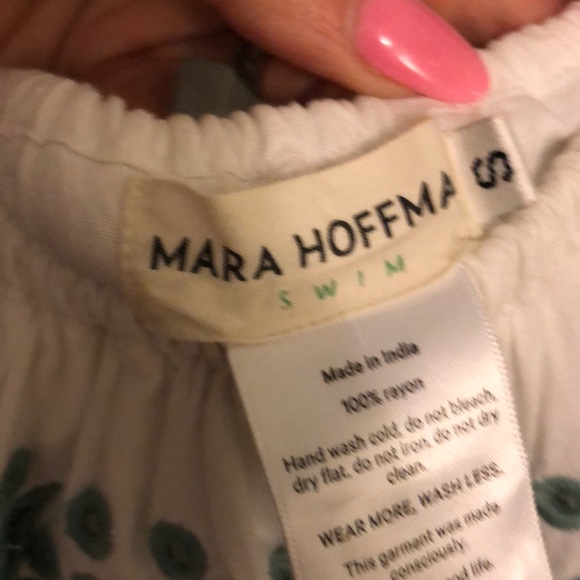 MARA HOFFMA
S
SWIM
Made in India
100% rayon
Hand wash cold, do not bleach,
dry flat, do not iron, do not dry
clean.
WEAR MORE, WASH LESS.
This garment was made
consciously.
life.